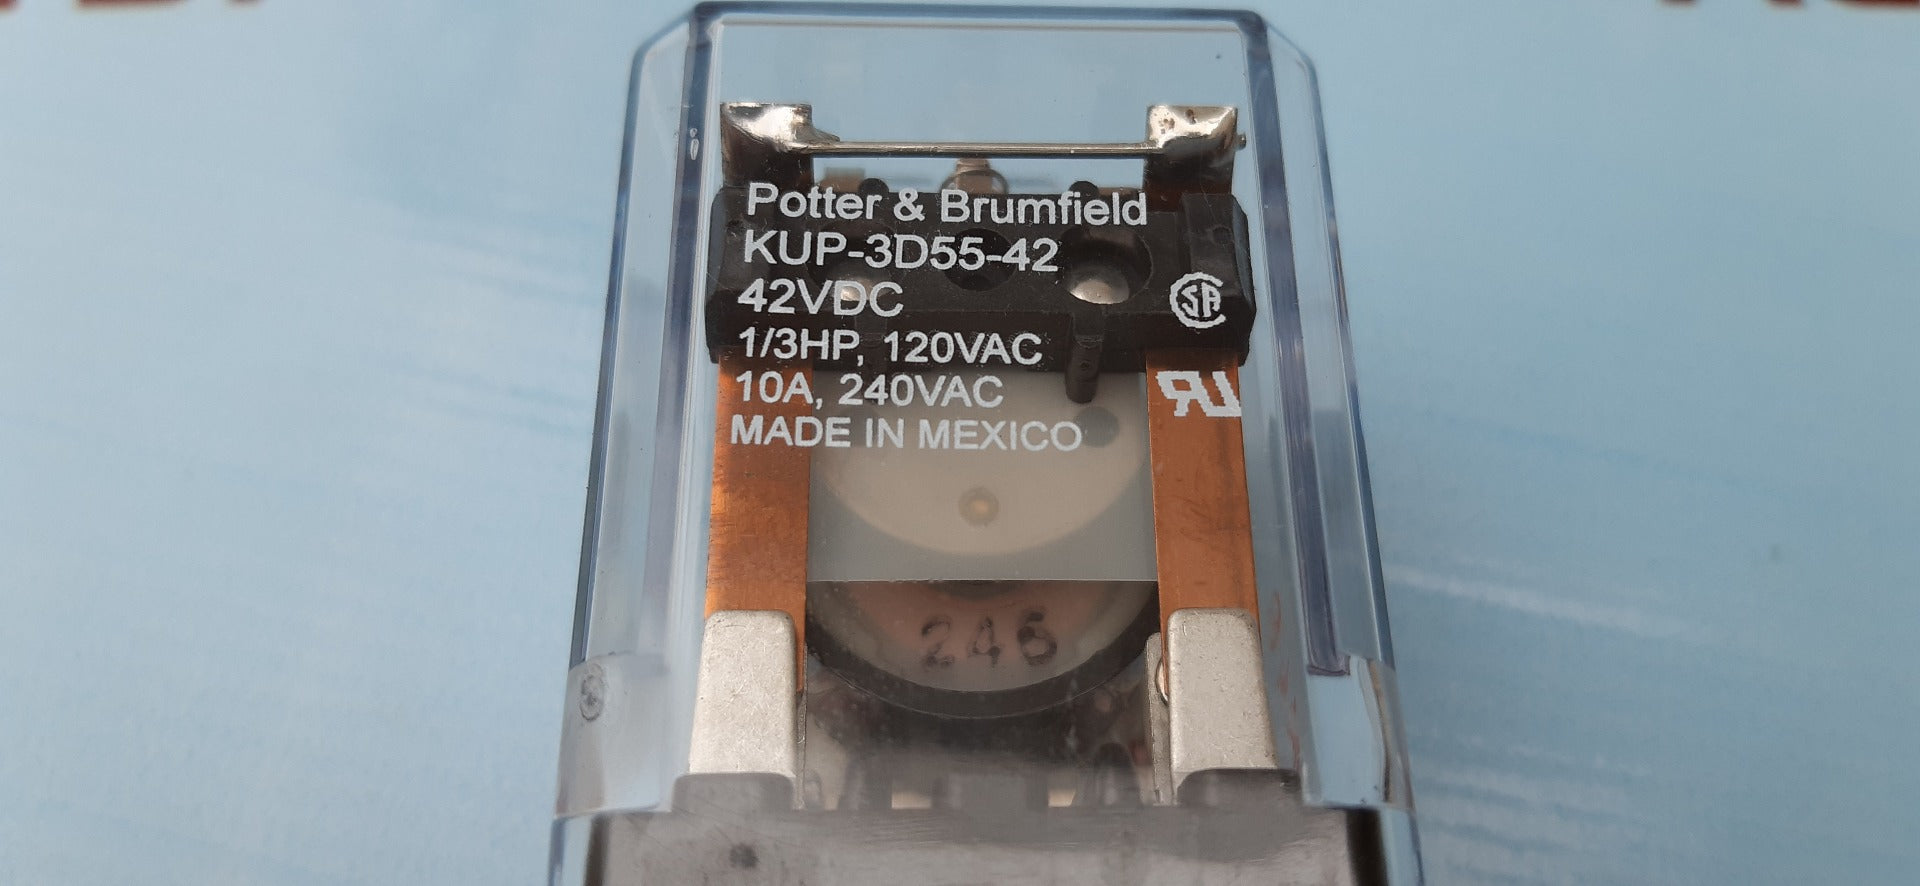 Potter & Brumfield
KUP-3D55-42
42VDC
1/3HP, 120VAC
10A, 240VAC
MADE IN MEXICO
246